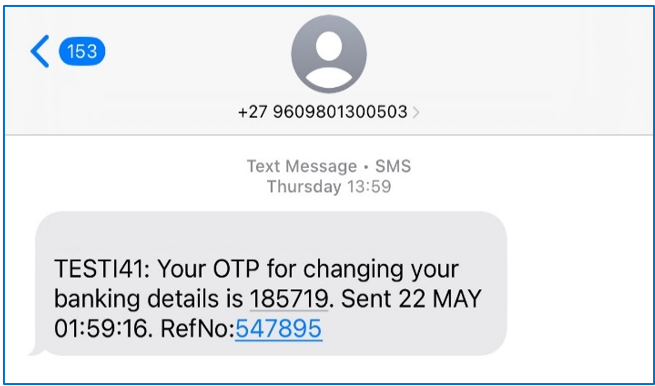 153
+27 9609801300503
Text Message • SMS
Thursday 13:59
TESTI41: Your OTP for changing your
banking details is 185719. Sent 22 MAY
01:59:16. RefNo:547895